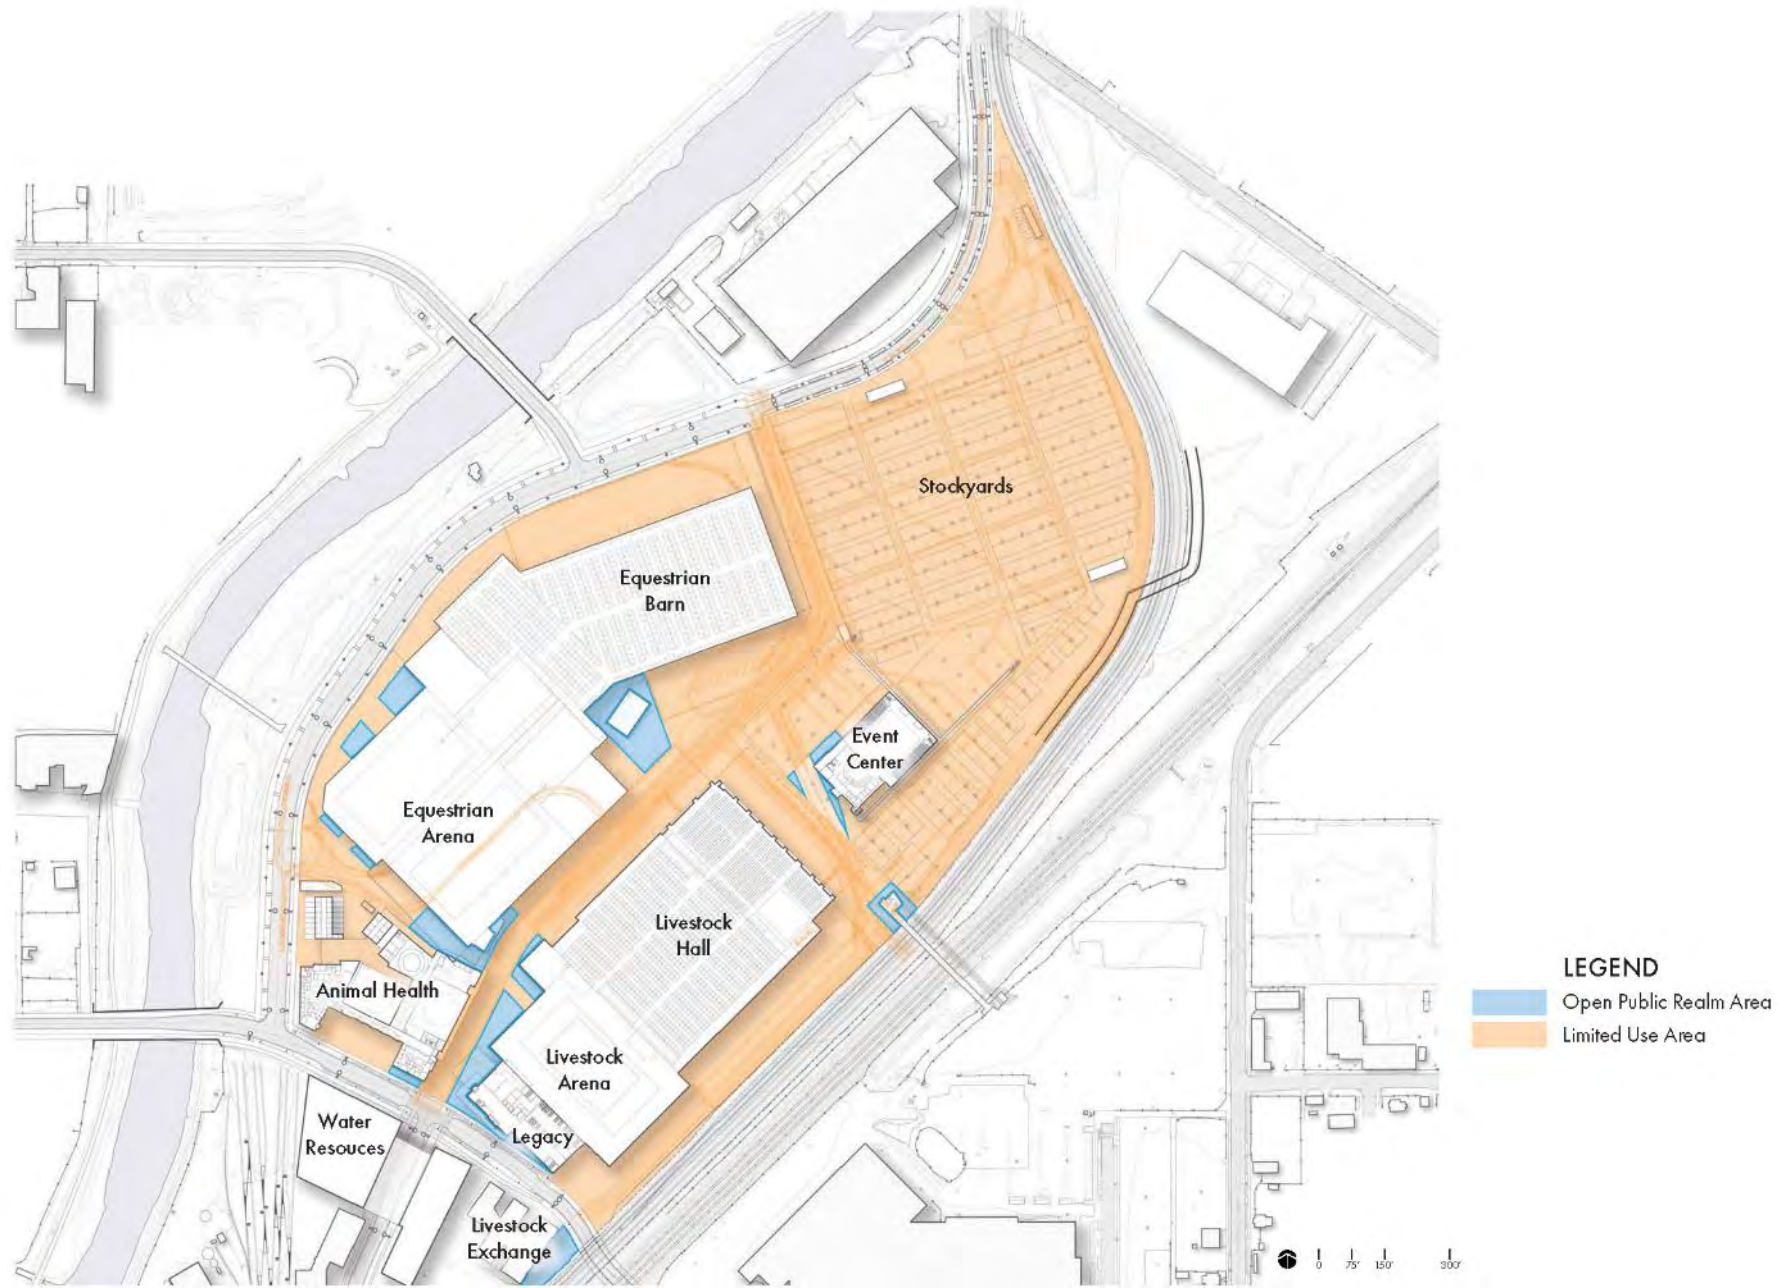 Stockyards
Equestrian
Barn
Event
Center
Equestrian
Arena
Livestock
Hall
Animal Health
Livestock
Arena
Water
Resouces
Legacy
Livestock
Exchange
LEGEND
Open Public Realm Area
Limited Use Area
0 75' 150' 300'